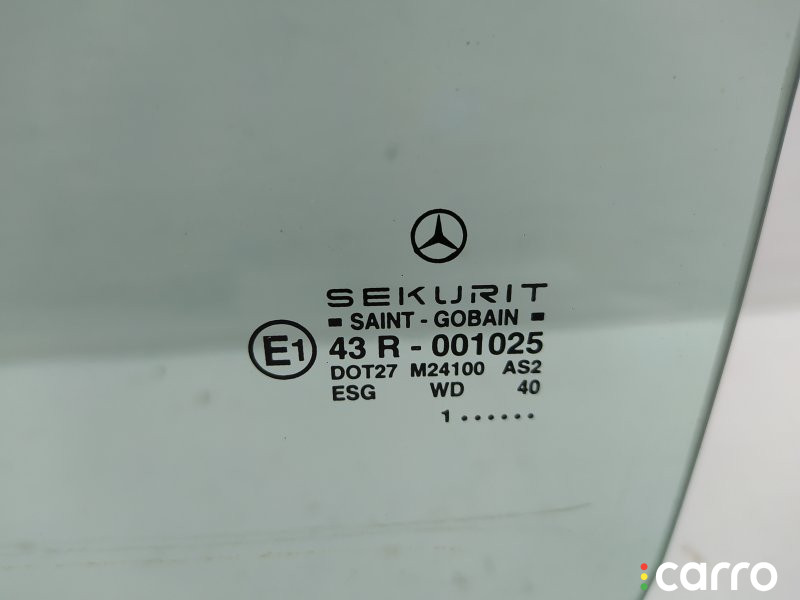 SEKURIT
SAINT - GOBAIN
E1 43 R - 001025
DOT27 M24100 AS2
ESG WD 40
1 ......
carro